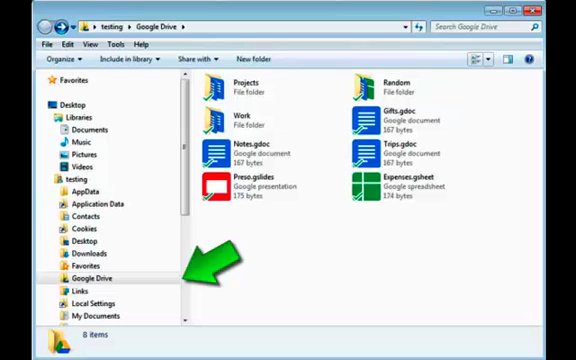 testing
Google Drive
Search Google Drive
File
Edit
View
Tools
Help
Organize
Include in library
Share with
New folder
Favorites
Desktop
Libraries
Documents
Music
Pictures
Videos
testing
AppData
Application Data
Contacts
Cookies
Desktop
Downloads
Favorites
Google Drive
Links
Local Settings
My Documents
Projects
File folder
Random
File folder
Work
File folder
Gifts.gdoc
Google document
167 bytes
Notes.gdoc
Google document
167 bytes
Trips.gdoc
Google document
167 bytes
Preso.gslides
Google presentation
175 bytes
Expenses.gsheet
Google spreadsheet
174 bytes
8 items